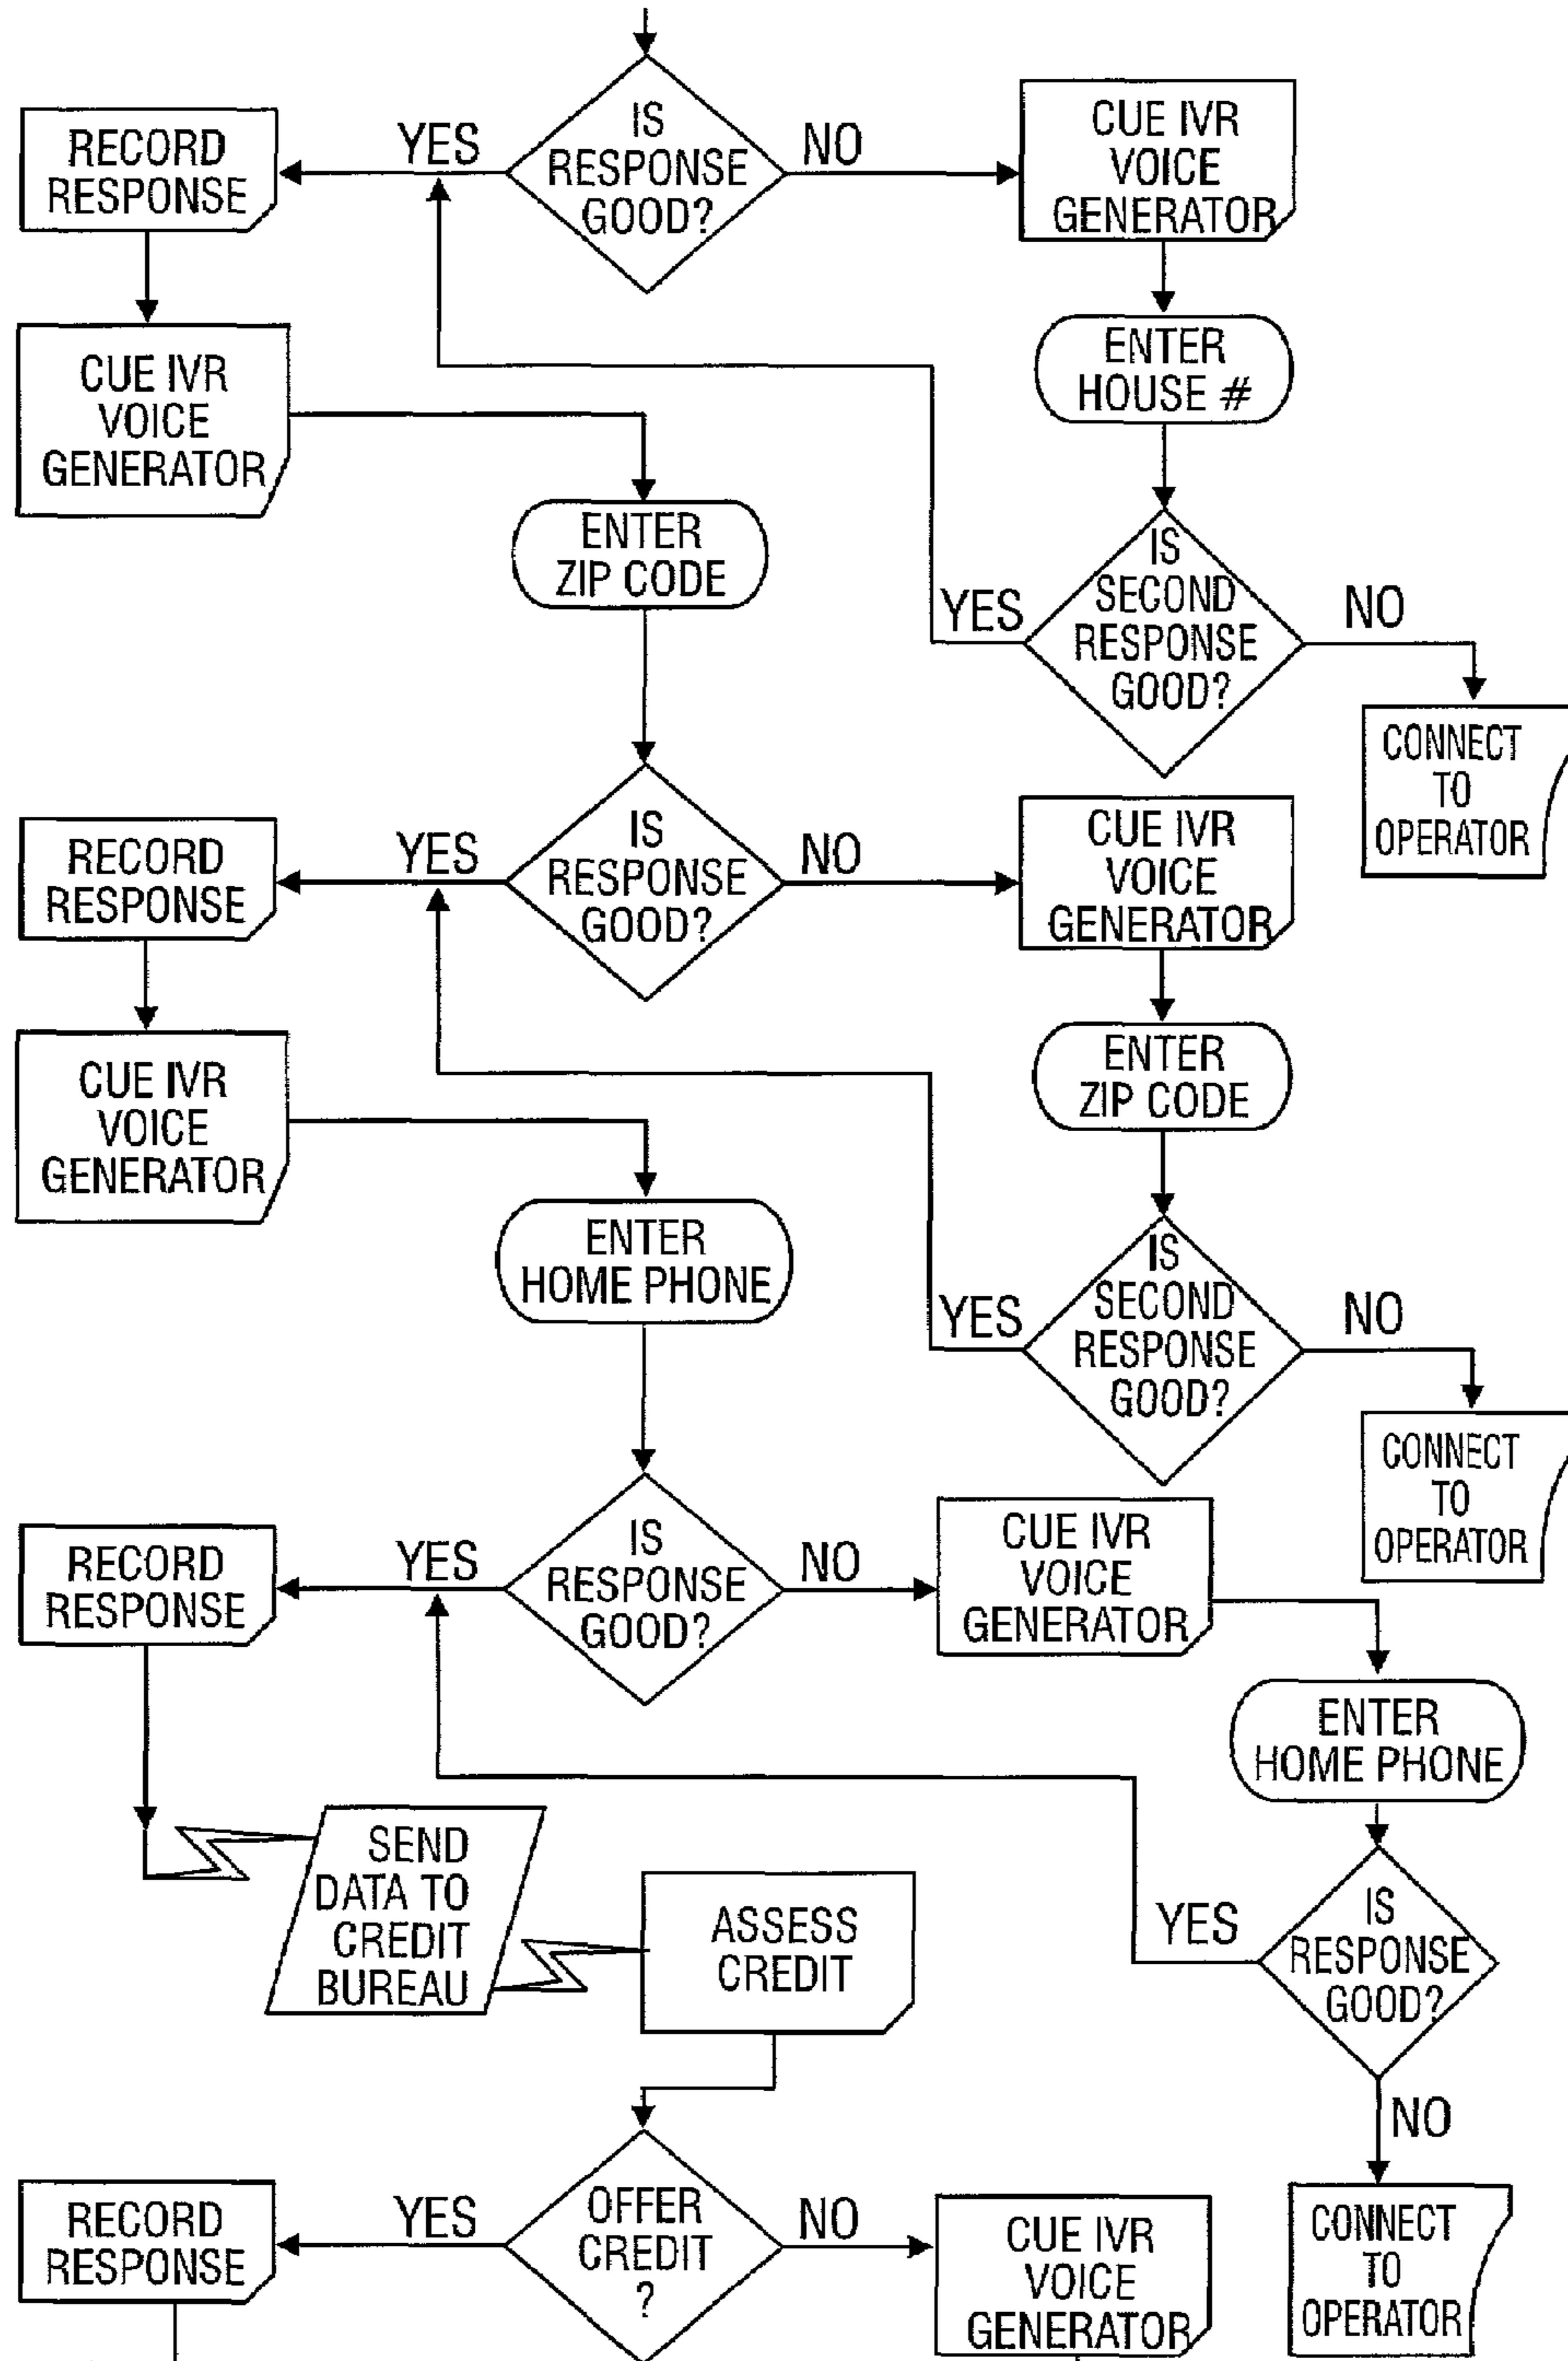 IS
RESPONSE
GOOD?
YES
NO
RECORD
RESPONSE
CUE IVR
VOICE
GENERATOR
CUE IVR
VOICE
GENERATOR
ENTER
HOUSE #
ENTER
ZIP CODE
IS
SECOND
RESPONSE
GOOD?
YES
NO
CONNECT
TO
OPERATOR
IS
RESPONSE
GOOD?
YES
NO
RECORD
RESPONSE
CUE IVR
VOICE
GENERATOR
CUE IVR
VOICE
GENERATOR
ENTER
ZIP CODE
ENTER
HOME PHONE
IS
SECOND
RESPONSE
GOOD?
YES
NO
CONNECT
TO
OPERATOR
IS
RESPONSE
GOOD?
YES
NO
RECORD
RESPONSE
CUE IVR
VOICE
GENERATOR
ENTER
HOME PHONE
SEND
DATA TO
CREDIT
BUREAU
ASSESS
CREDIT
IS
RESPONSE
GOOD?
YES
NO
OFFER
CREDIT
?
YES
NO
RECORD
RESPONSE
CUE IVR
VOICE
GENERATOR
CONNECT
TO
OPERATOR